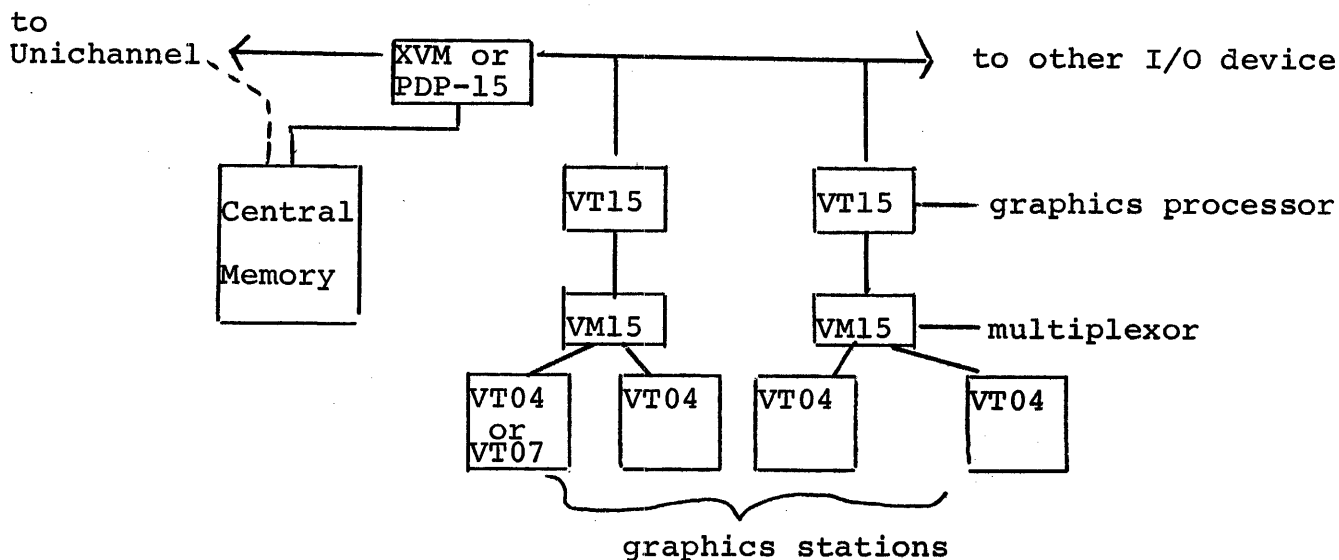 to
Unichannel
XVM or
PDP-15
to other I/O device
Central
Memory
VT15
VT15
graphics processor
VM15
VM15
multiplexor
VT04
or
VT07
VT04
VT04
VT04
graphics stations